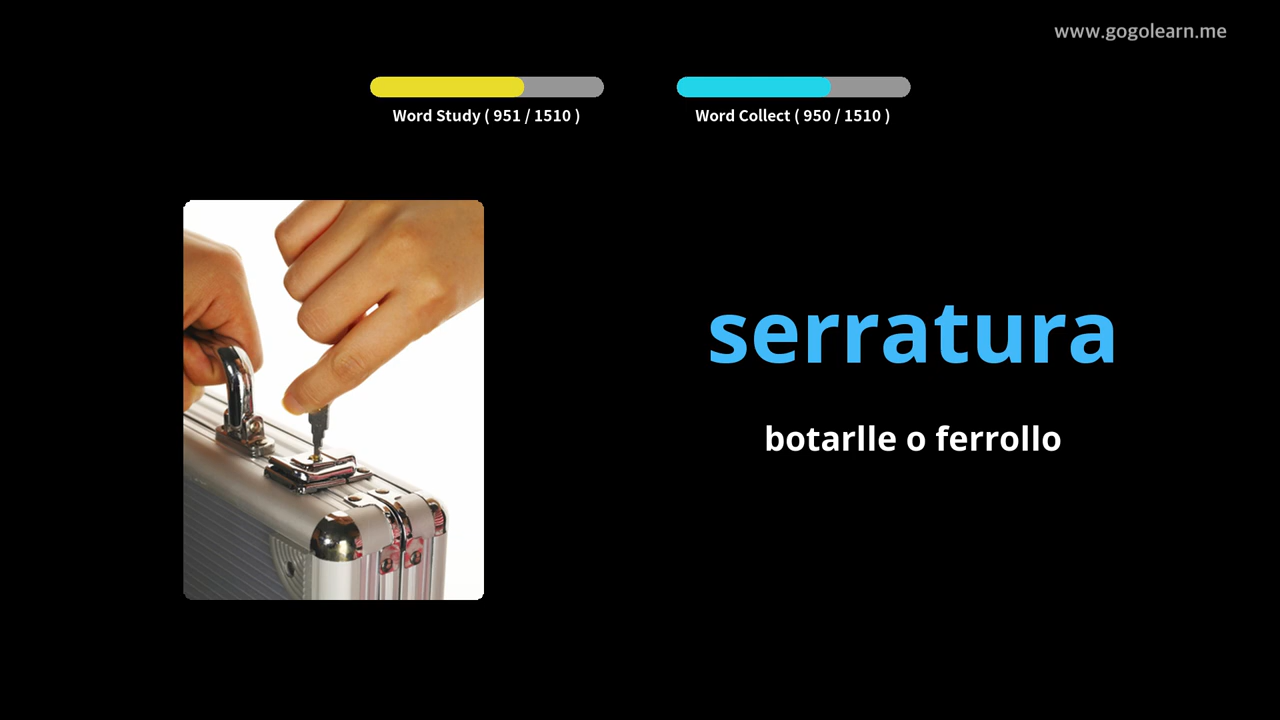 www.gogolearn.me
Word Study ( 951 / 1510 )
Word Collect ( 950 / 1510 )
serratura
botarlle o ferrollo